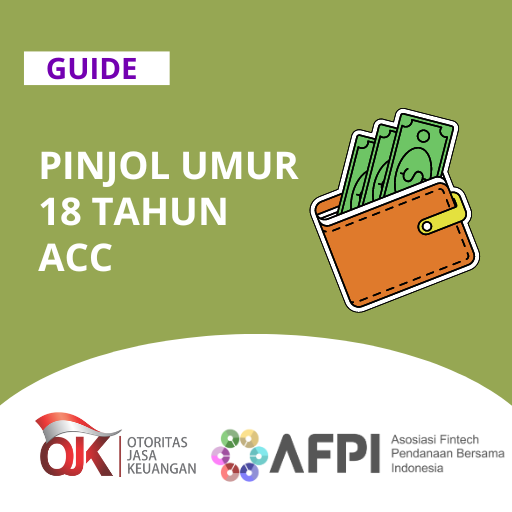 GUIDE
PINJOL UMUR
18 TAHUN
ACC
OJK
OTORITAS
JASA
KEUANGAN
AFPI
Asosiasi Fintech
Pendanaan Bersama
Indonesia